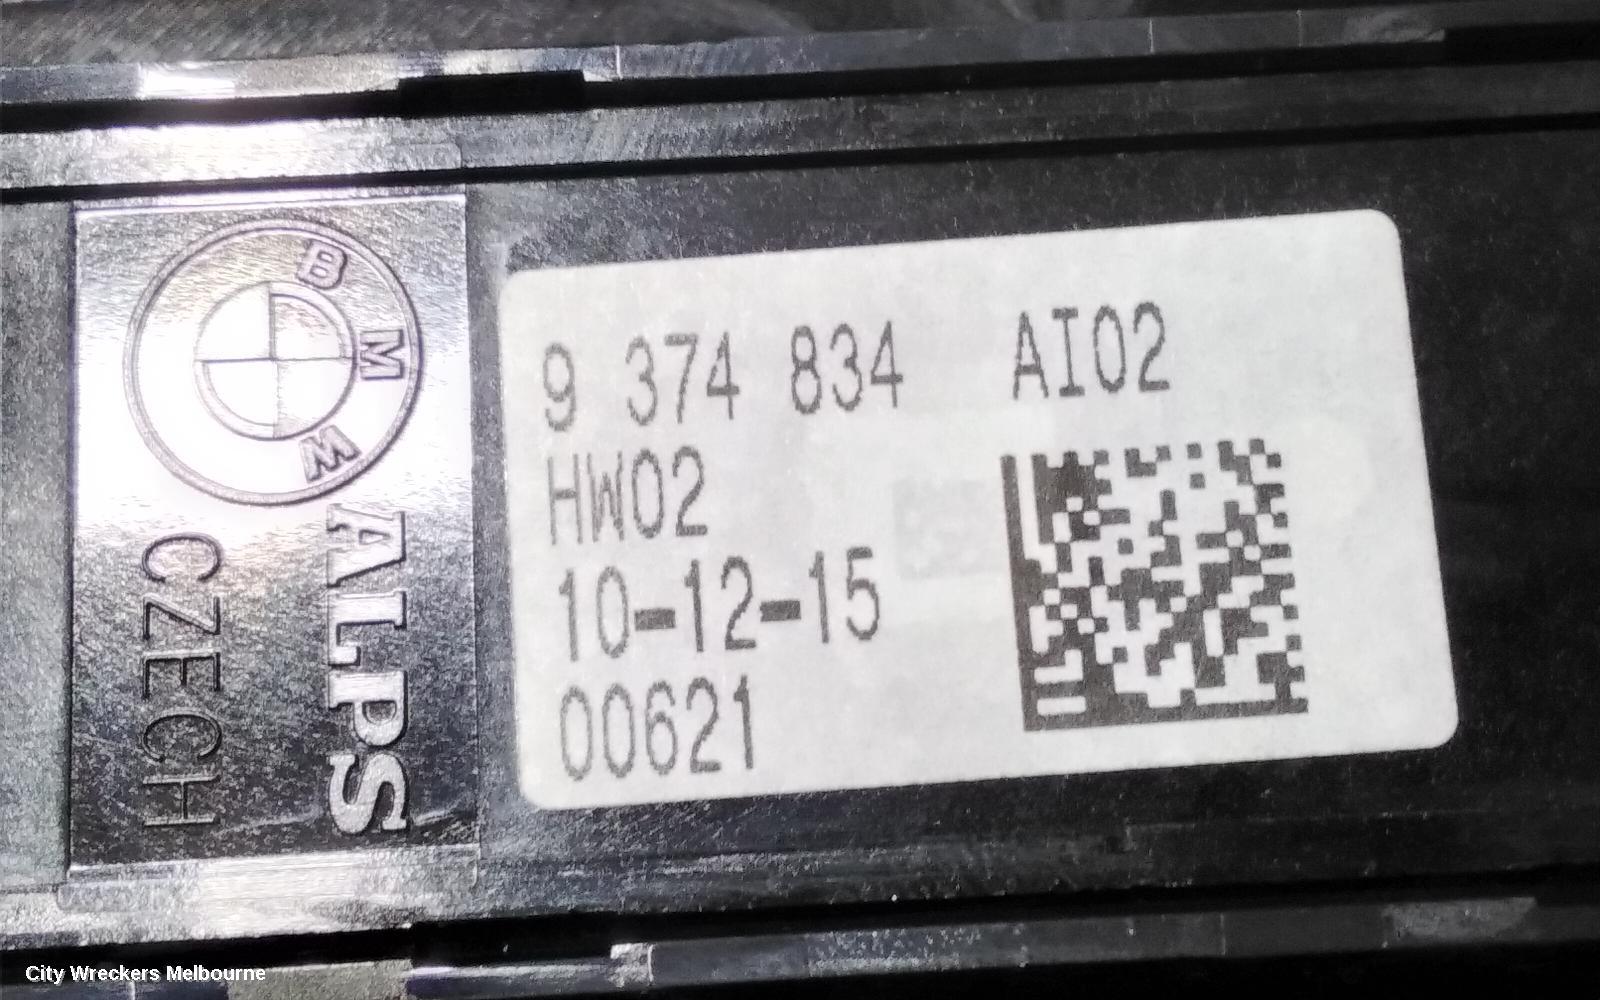 BMW
ALPS
CZECH
9 374 834 AI02
HW02
10-12-15
00621
City Wreckers Melbourne